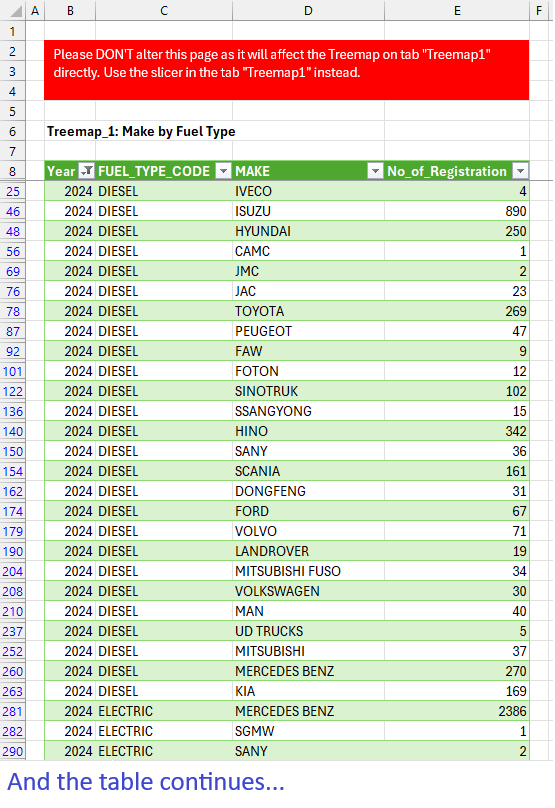 A B C D E F
1
2 Please DON'T alter this page as it will affect the Treemap on tab "Treemap1"
3 directly. Use the slicer in the tab "Treemap1" instead.
4
5
6 Treemap_1: Make by Fuel Type
7
8 Year FUEL_TYPE_CODE MAKE No_of_Registration
25 2024 DIESEL IVECO 4
46 2024 DIESEL ISUZU 890
48 2024 DIESEL HYUNDAI 250
56 2024 DIESEL CAMC 1
69 2024 DIESEL JMC 2
76 2024 DIESEL JAC 23
78 2024 DIESEL TOYOTA 269
87 2024 DIESEL PEUGEOT 47
92 2024 DIESEL FAW 9
101 2024 DIESEL FOTON 12
122 2024 DIESEL SINOTRUK 102
136 2024 DIESEL SSANGYONG 15
140 2024 DIESEL HINO 342
150 2024 DIESEL SANY 36
154 2024 DIESEL SCANIA 161
162 2024 DIESEL DONGFENG 31
174 2024 DIESEL FORD 67
179 2024 DIESEL VOLVO 71
190 2024 DIESEL LANDROVER 19
204 2024 DIESEL MITSUBISHI FUSO 34
208 2024 DIESEL VOLKSWAGEN 30
210 2024 DIESEL MAN 40
237 2024 DIESEL UD TRUCKS 5
252 2024 DIESEL MITSUBISHI 37
260 2024 DIESEL MERCEDES BENZ 270
263 2024 DIESEL KIA 169
281 2024 ELECTRIC MERCEDES BENZ 2386
282 2024 ELECTRIC SGMW 1
290 2024 ELECTRIC SANY 2
And the table continues...